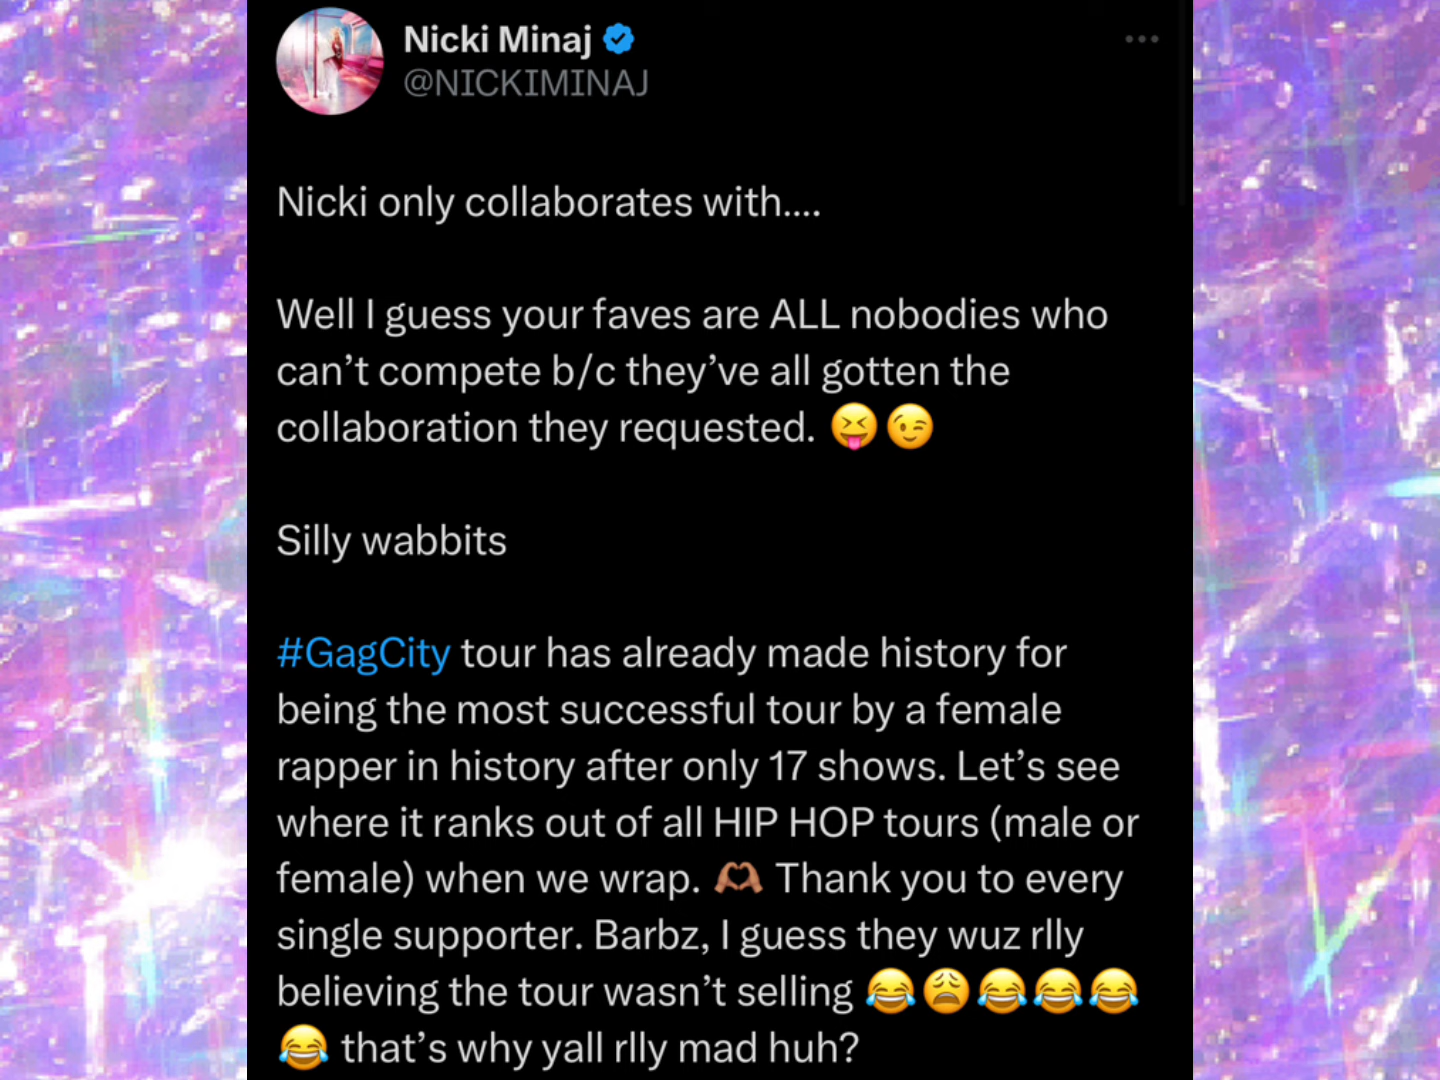 Nicki Minaj
@NICKIMINAJ
Nicki only collaborates with....
Well I guess your faves are ALL nobodies who
can’t compete b/c they’ve all gotten the
collaboration they requested. 😝😉
Silly wabbits
#GagCity tour has already made history for
being the most successful tour by a female
rapper in history after only 17 shows. Let’s see
where it ranks out of all HIP HOP tours (male or
female) when we wrap. 🫶🏽 Thank you to every
single supporter. Barbz, I guess they wuz rlly
believing the tour wasn’t selling 😂😩😂😂😂
😂 that’s why yall rlly mad huh?